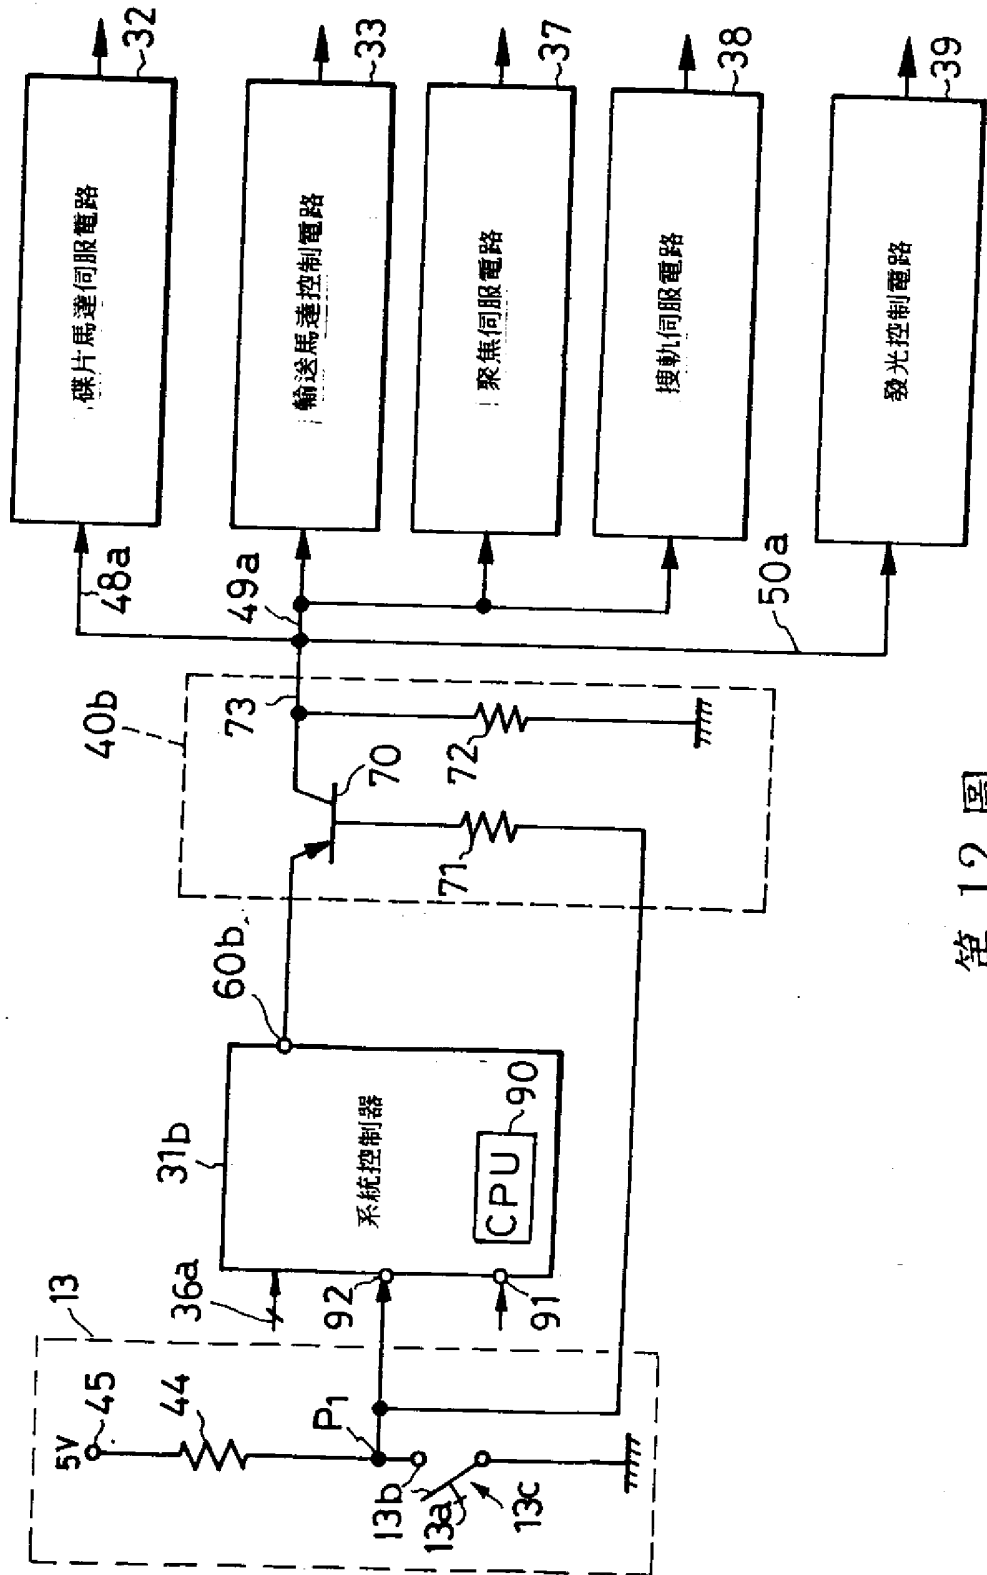 碟片馬達伺服電路
32
輸送馬達控制電路
33
聚焦伺服電路
37
搜軌伺服電路
38
發光控制電路
39
48a
49a
50a
40b
73
70
72
71
60b
31b
系統控制器
CPU
90
36a
92
91
13
5V
45
44
P1
13b
13a
13c
第 12 圖